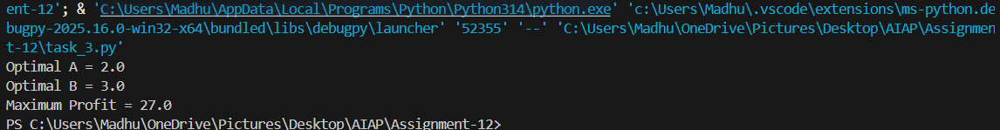 ent-12'; & 'C:\Users\Madhu\AppData\Local\Programs\Python\Python314\python.exe' 'c:\Users\Madhu\.vscode\extensions\ms-python.de
bugpy-2025.16.0-win32-x64\bundled\libs\debugpy\launcher' '52355' '--' 'C:\Users\Madhu\OneDrive\Pictures\Desktop\AIAP\Assignmen
t-12\task_3.py'
Optimal A = 2.0
Optimal B = 3.0
Maximum Profit = 27.0
PS C:\Users\Madhu\OneDrive\Pictures\Desktop\AIAP\Assignment-12>